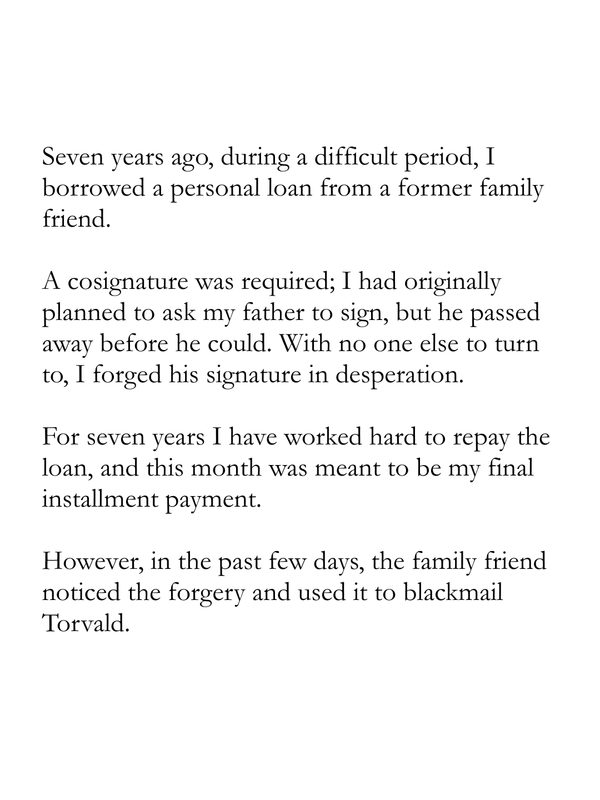 Seven years ago, during a difficult period, I
borrowed a personal loan from a former family
friend.
A cosignature was required; I had originally
planned to ask my father to sign, but he passed
away before he could. With no one else to turn
to, I forged his signature in desperation.
For seven years I have worked hard to repay the
loan, and this month was meant to be my final
installment payment.
However, in the past few days, the family friend
noticed the forgery and used it to blackmail
Torvald.